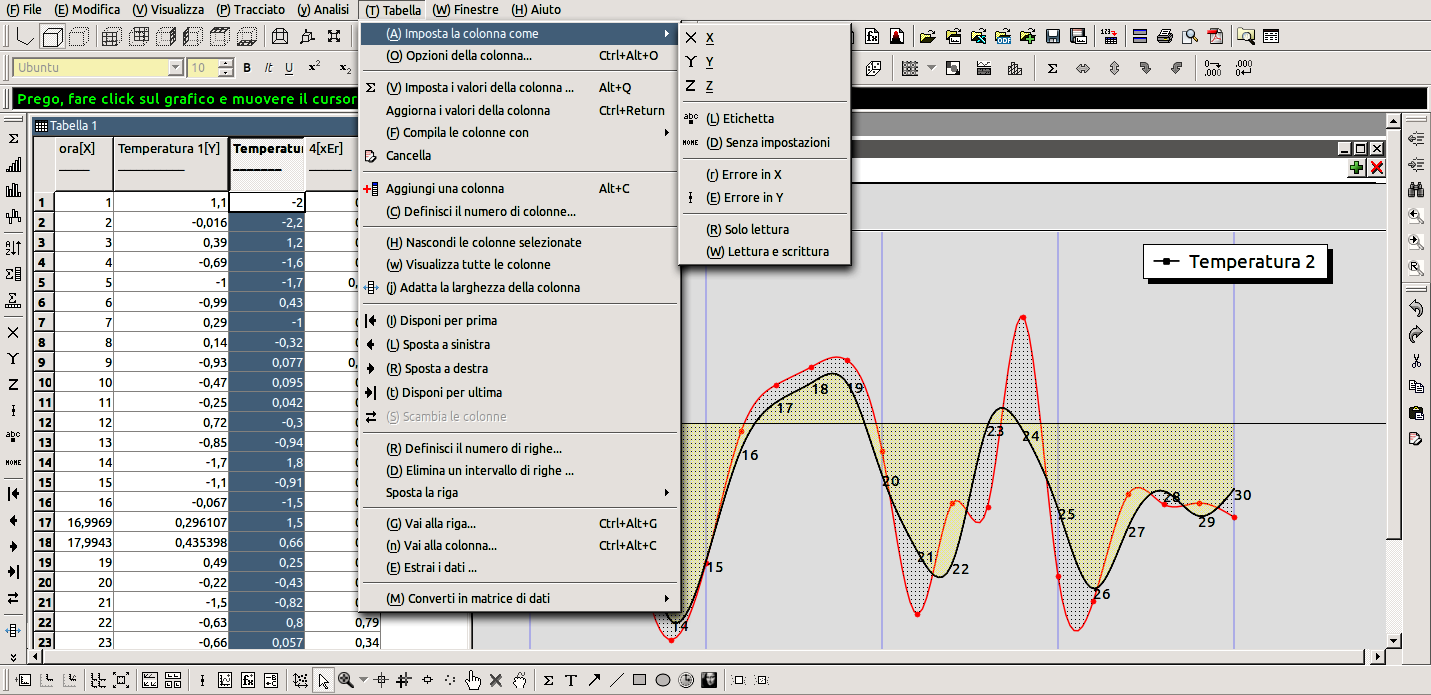 (F) File (E) Modifica (V) Visualizza (P) Tracciato (y) Analisi (T) Tabella (W) Finestre (H) Aiuto
Ubuntu 10 B It U x² x₂
Prego, fare click sul grafico e muovere il cursor
Tabella 1
ora[X] Temperatura 1[Y] Temperatu 4[xEr]
1 1 1,1 -2
2 2 -0,016 -2,2
3 3 0,39 1,2
4 4 -0,69 -1,6
5 5 -1 -1,7
6 6 -0,99 0,43
7 7 0,29 -1
8 8 0,14 -0,32
9 9 -0,93 0,077
10 10 -0,47 0,095
11 11 -0,25 0,042
12 12 0,72 -0,3
13 13 -0,85 -0,94
14 14 -1,7 1,8
15 15 -1,1 -0,91
16 16 -0,067 -1,5
17 16,9969 0,296107 1,5
18 17,9943 0,435398 0,66
19 19 0,49 0,25
20 20 -0,22 -0,43
21 21 -1,5 -0,82
22 22 -0,63 0,8 0,79
23 23 -0,66 0,057 0,34
(A) Imposta la colonna come
(O) Opzioni della colonna... Ctrl+Alt+O
(V) Imposta i valori della colonna ... Alt+Q
Aggiorna i valori della colonna Ctrl+Return
(F) Compila le colonne con
Cancella
Aggiungi una colonna Alt+C
(C) Definisci il numero di colonne...
(H) Nascondi le colonne selezionate
(w) Visualizza tutte le colonne
(j) Adatta la larghezza della colonna
(I) Disponi per prima
(L) Sposta a sinistra
(R) Sposta a destra
(t) Disponi per ultima
(S) Scambia le colonne
(R) Definisci il numero di righe...
(D) Elimina un intervallo di righe ...
Sposta la riga
(G) Vai alla riga... Ctrl+Alt+G
(n) Vai alla colonna... Ctrl+Alt+C
(E) Estrai i dati ...
(M) Converti in matrice di dati
X X
Y Y
Z Z
abc (L) Etichetta
NONE (D) Senza impostazioni
(r) Errore in X
(E) Errore in Y
(R) Solo lettura
(W) Lettura e scrittura
Temperatura 2
14
15
16
17
18
19
20
21
22
23
24
25
26
27
28
29
30